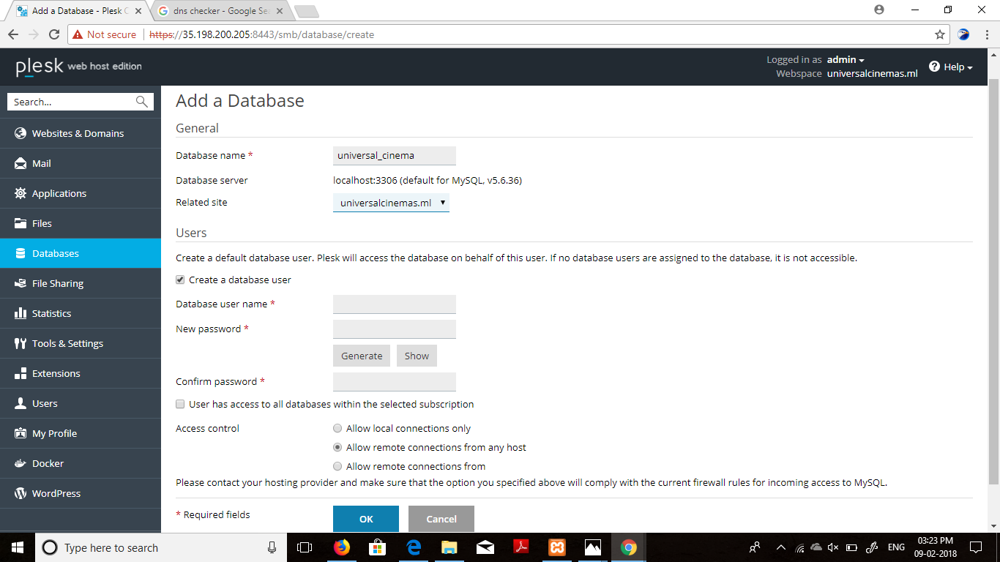 Add a Database - Plesk
dns checker - Google Se
Not secure https://35.198.200.205:8443/smb/database/create
plesk web host edition
Logged in as admin
Webspace universalcinemas.ml
Help
Search...
Websites & Domains
Mail
Applications
Files
Databases
File Sharing
Statistics
Tools & Settings
Extensions
Users
My Profile
Docker
WordPress
Add a Database
General
Database name * universal_cinema
Database server localhost:3306 (default for MySQL, v5.6.36)
Related site universalcinemas.ml
Users
Create a default database user. Plesk will access the database on behalf of this user. If no database users are assigned to the database, it is not accessible.
Create a database user
Database user name *
New password *
Generate Show
Confirm password *
User has access to all databases within the selected subscription
Access control Allow local connections only
Allow remote connections from any host
Allow remote connections from
Please contact your hosting provider and make sure that the option you specified above will comply with the current firewall rules for incoming access to MySQL.
* Required fields OK Cancel
Type here to search
ENG
03:23 PM
09-02-2018